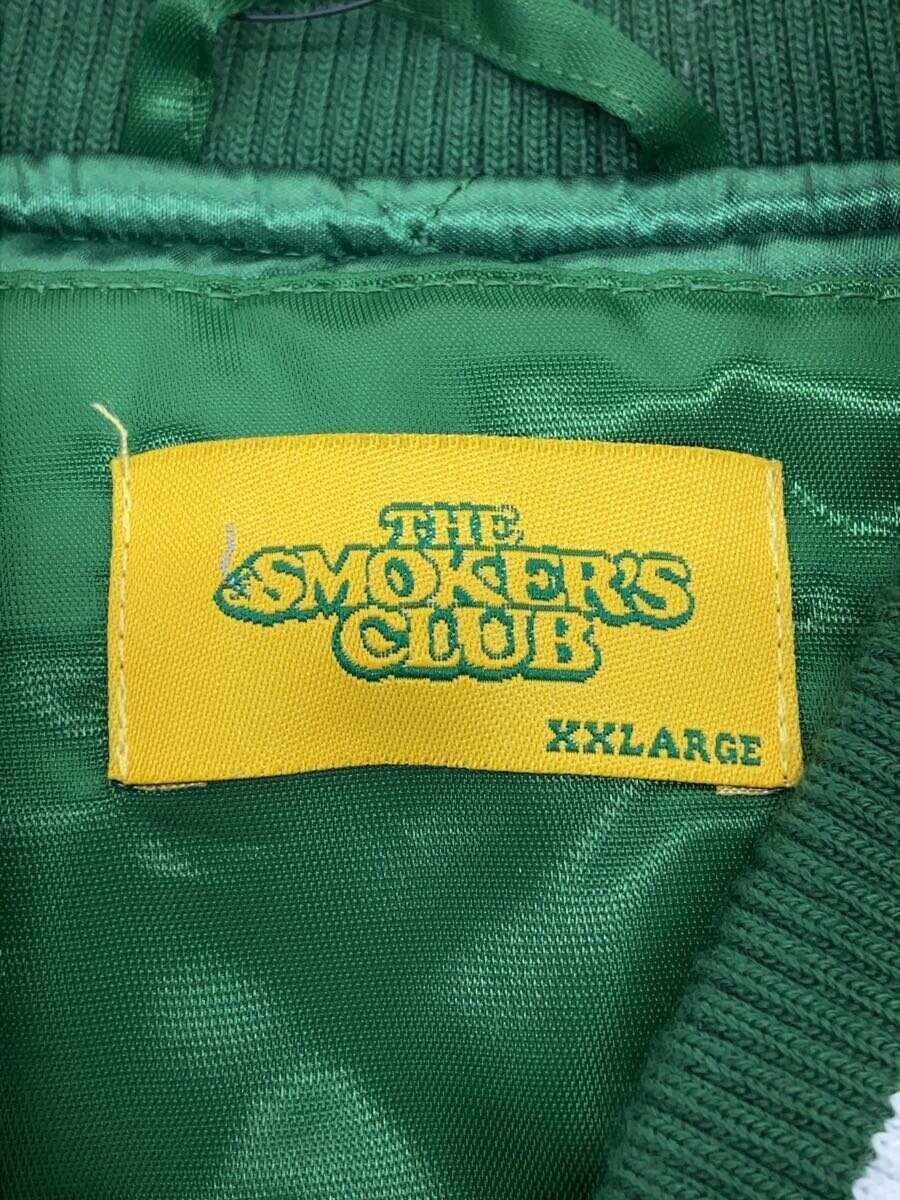 THE
SMOKER'S
CLUB
XXLARGE